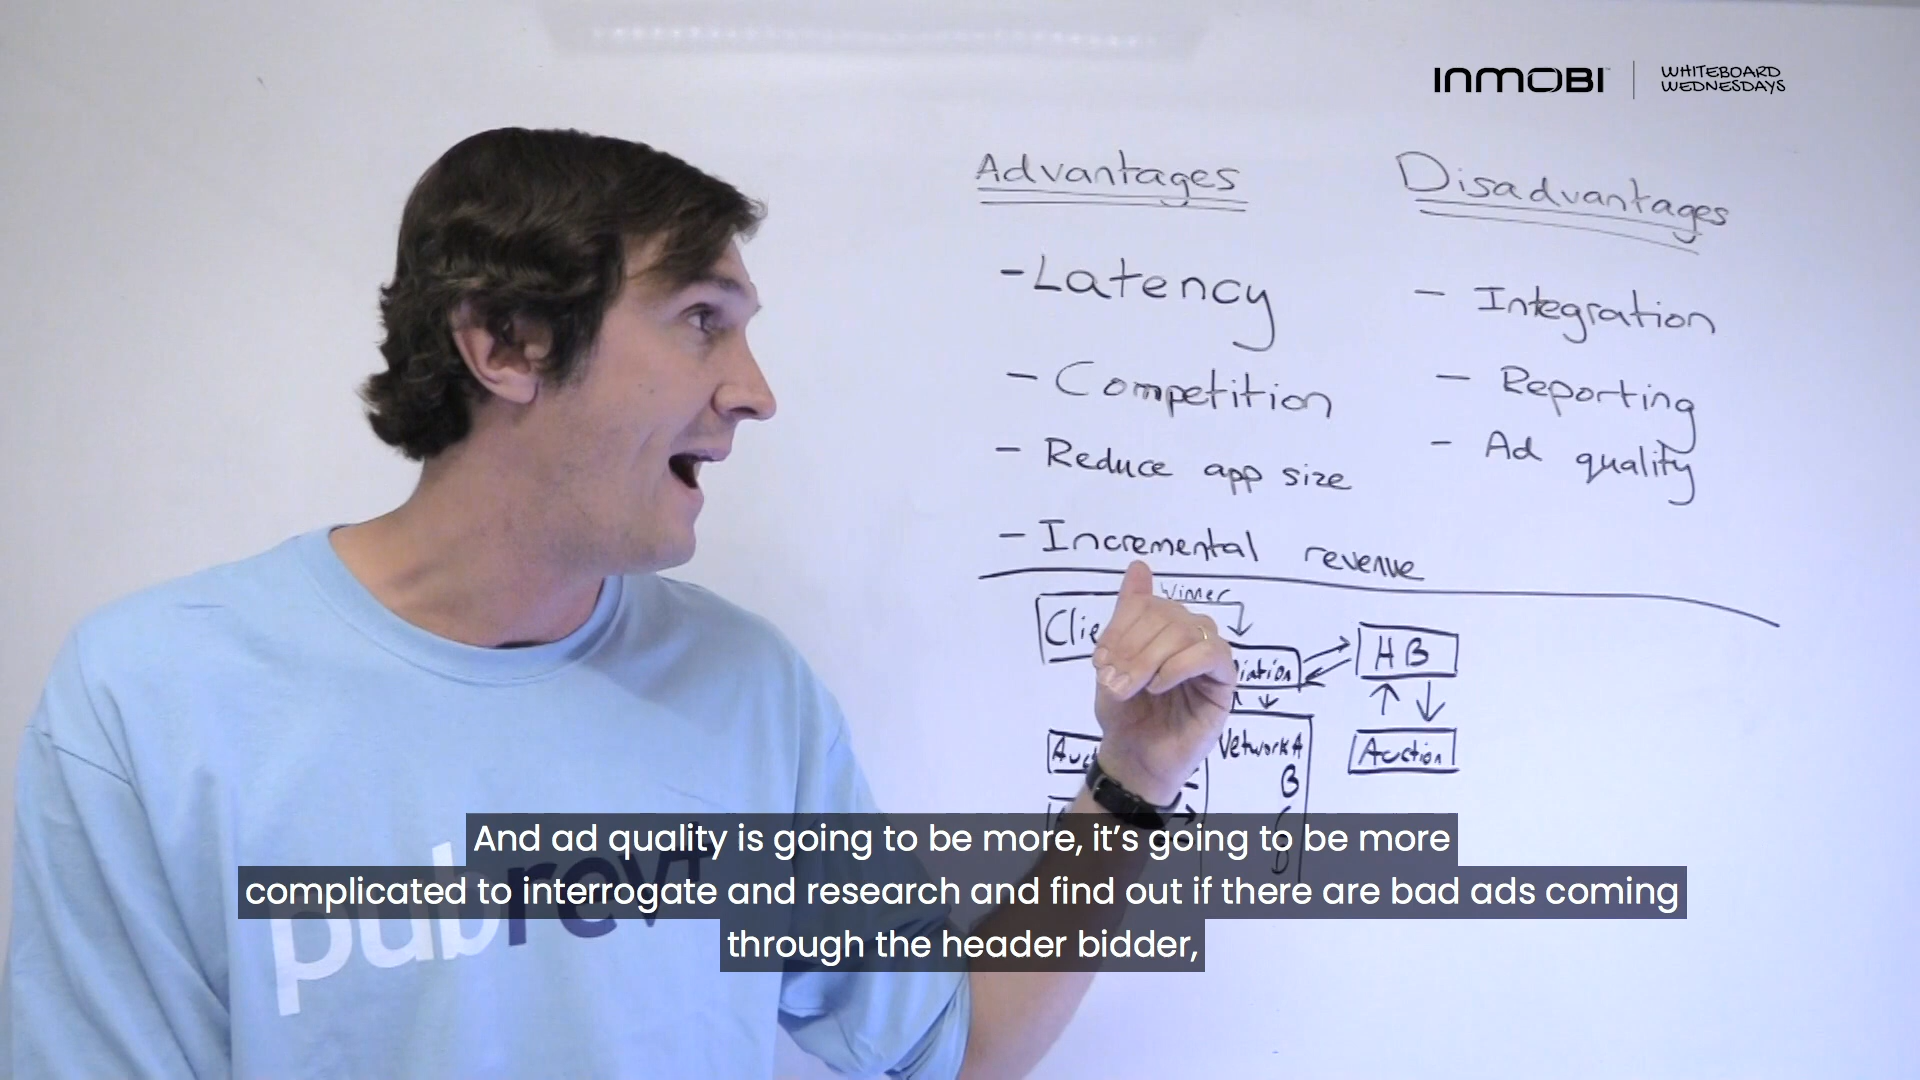 INMOBI
WHITEBOARD
WEDNESDAYS
Advantages
- Latency
- Competition
- Reduce app size
- Incremental revenue
Disadvantages
- Integration
- Reporting
- Ad quality
Winner
HB
Network A
B
Auction
pubrev+
And ad quality is going to be more, it’s going to be more
complicated to interrogate and research and find out if there are bad ads coming
through the header bidder,